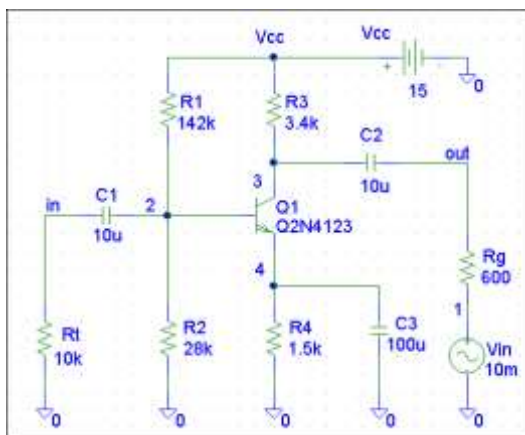 Vcc
Vcc
+
-
15
0
R1
142k
R3
3.4k
C2
10u
out
3
in
C1
10u
2
Q1
Q2N4123
4
Rg
600
1
Rt
10k
R2
28k
R4
1.5k
C3
100u
Vin
10m
0
0
0
0
0